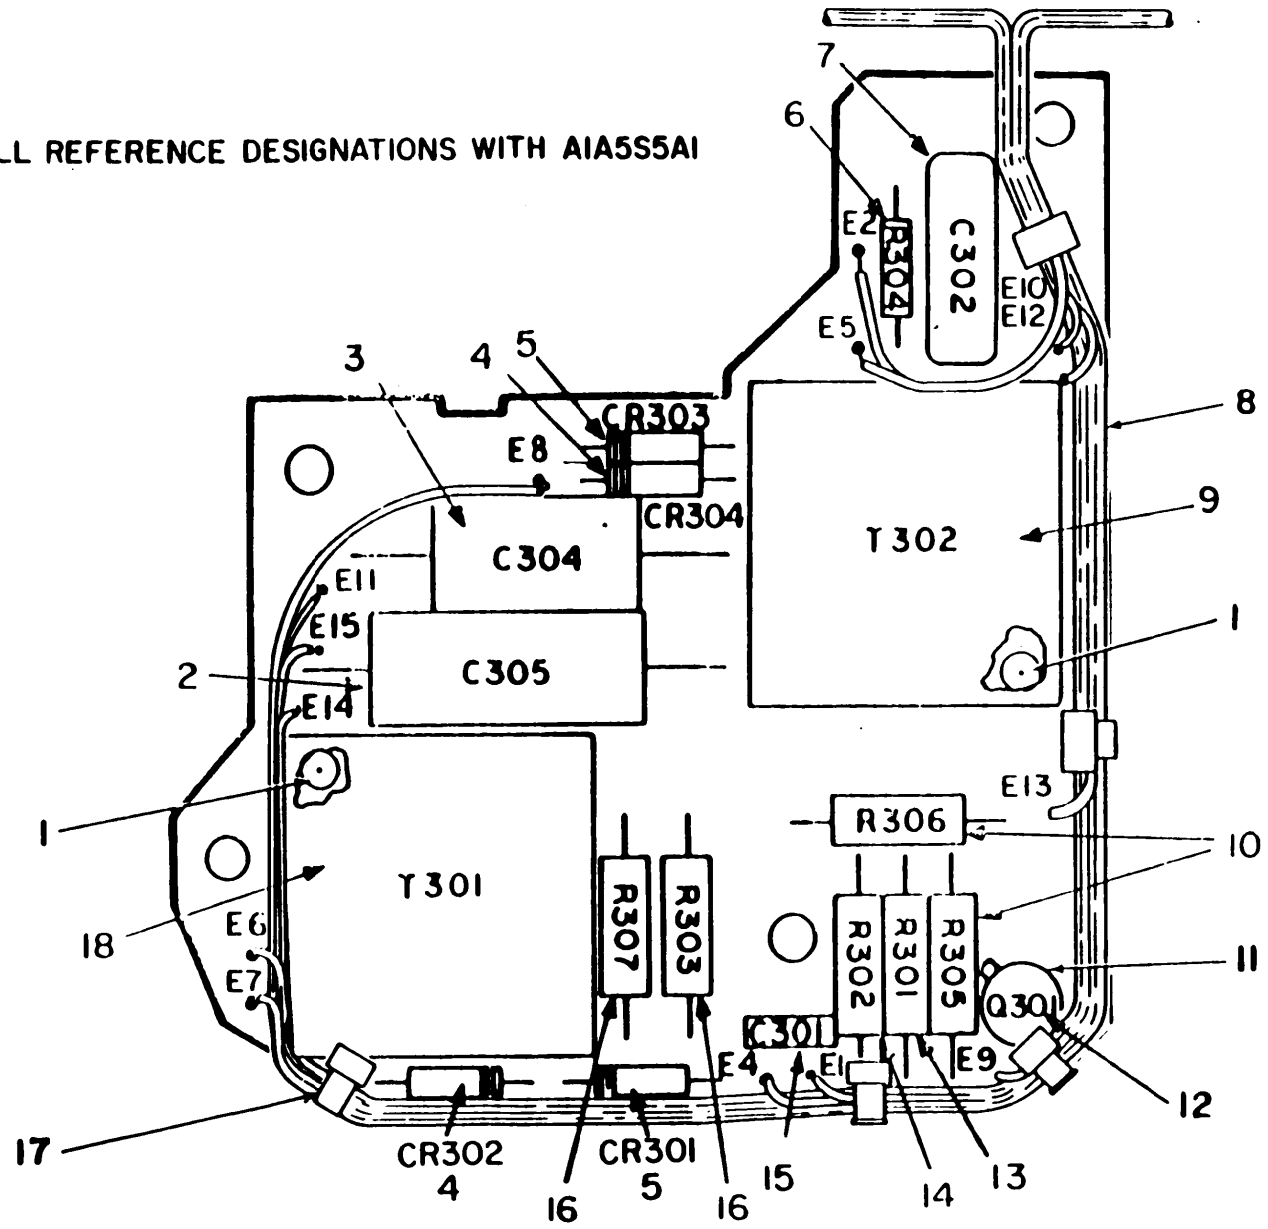 7
6
LL REFERENCE DESIGNATIONS WITH A1A5S5A1
E2
R304
C302
E10
E12
E5
3
4
5
8
CR303
E8
9
CR304
T302
C304
E11
1
E15
2
C305
E14
E13
1
R306
10
T301
R307
R303
R302
R301
R305
E6
18
11
E7
Q301
C301
E4
E1
E9
12
17
CR302
4
CR301
5
16
16
15
14
13